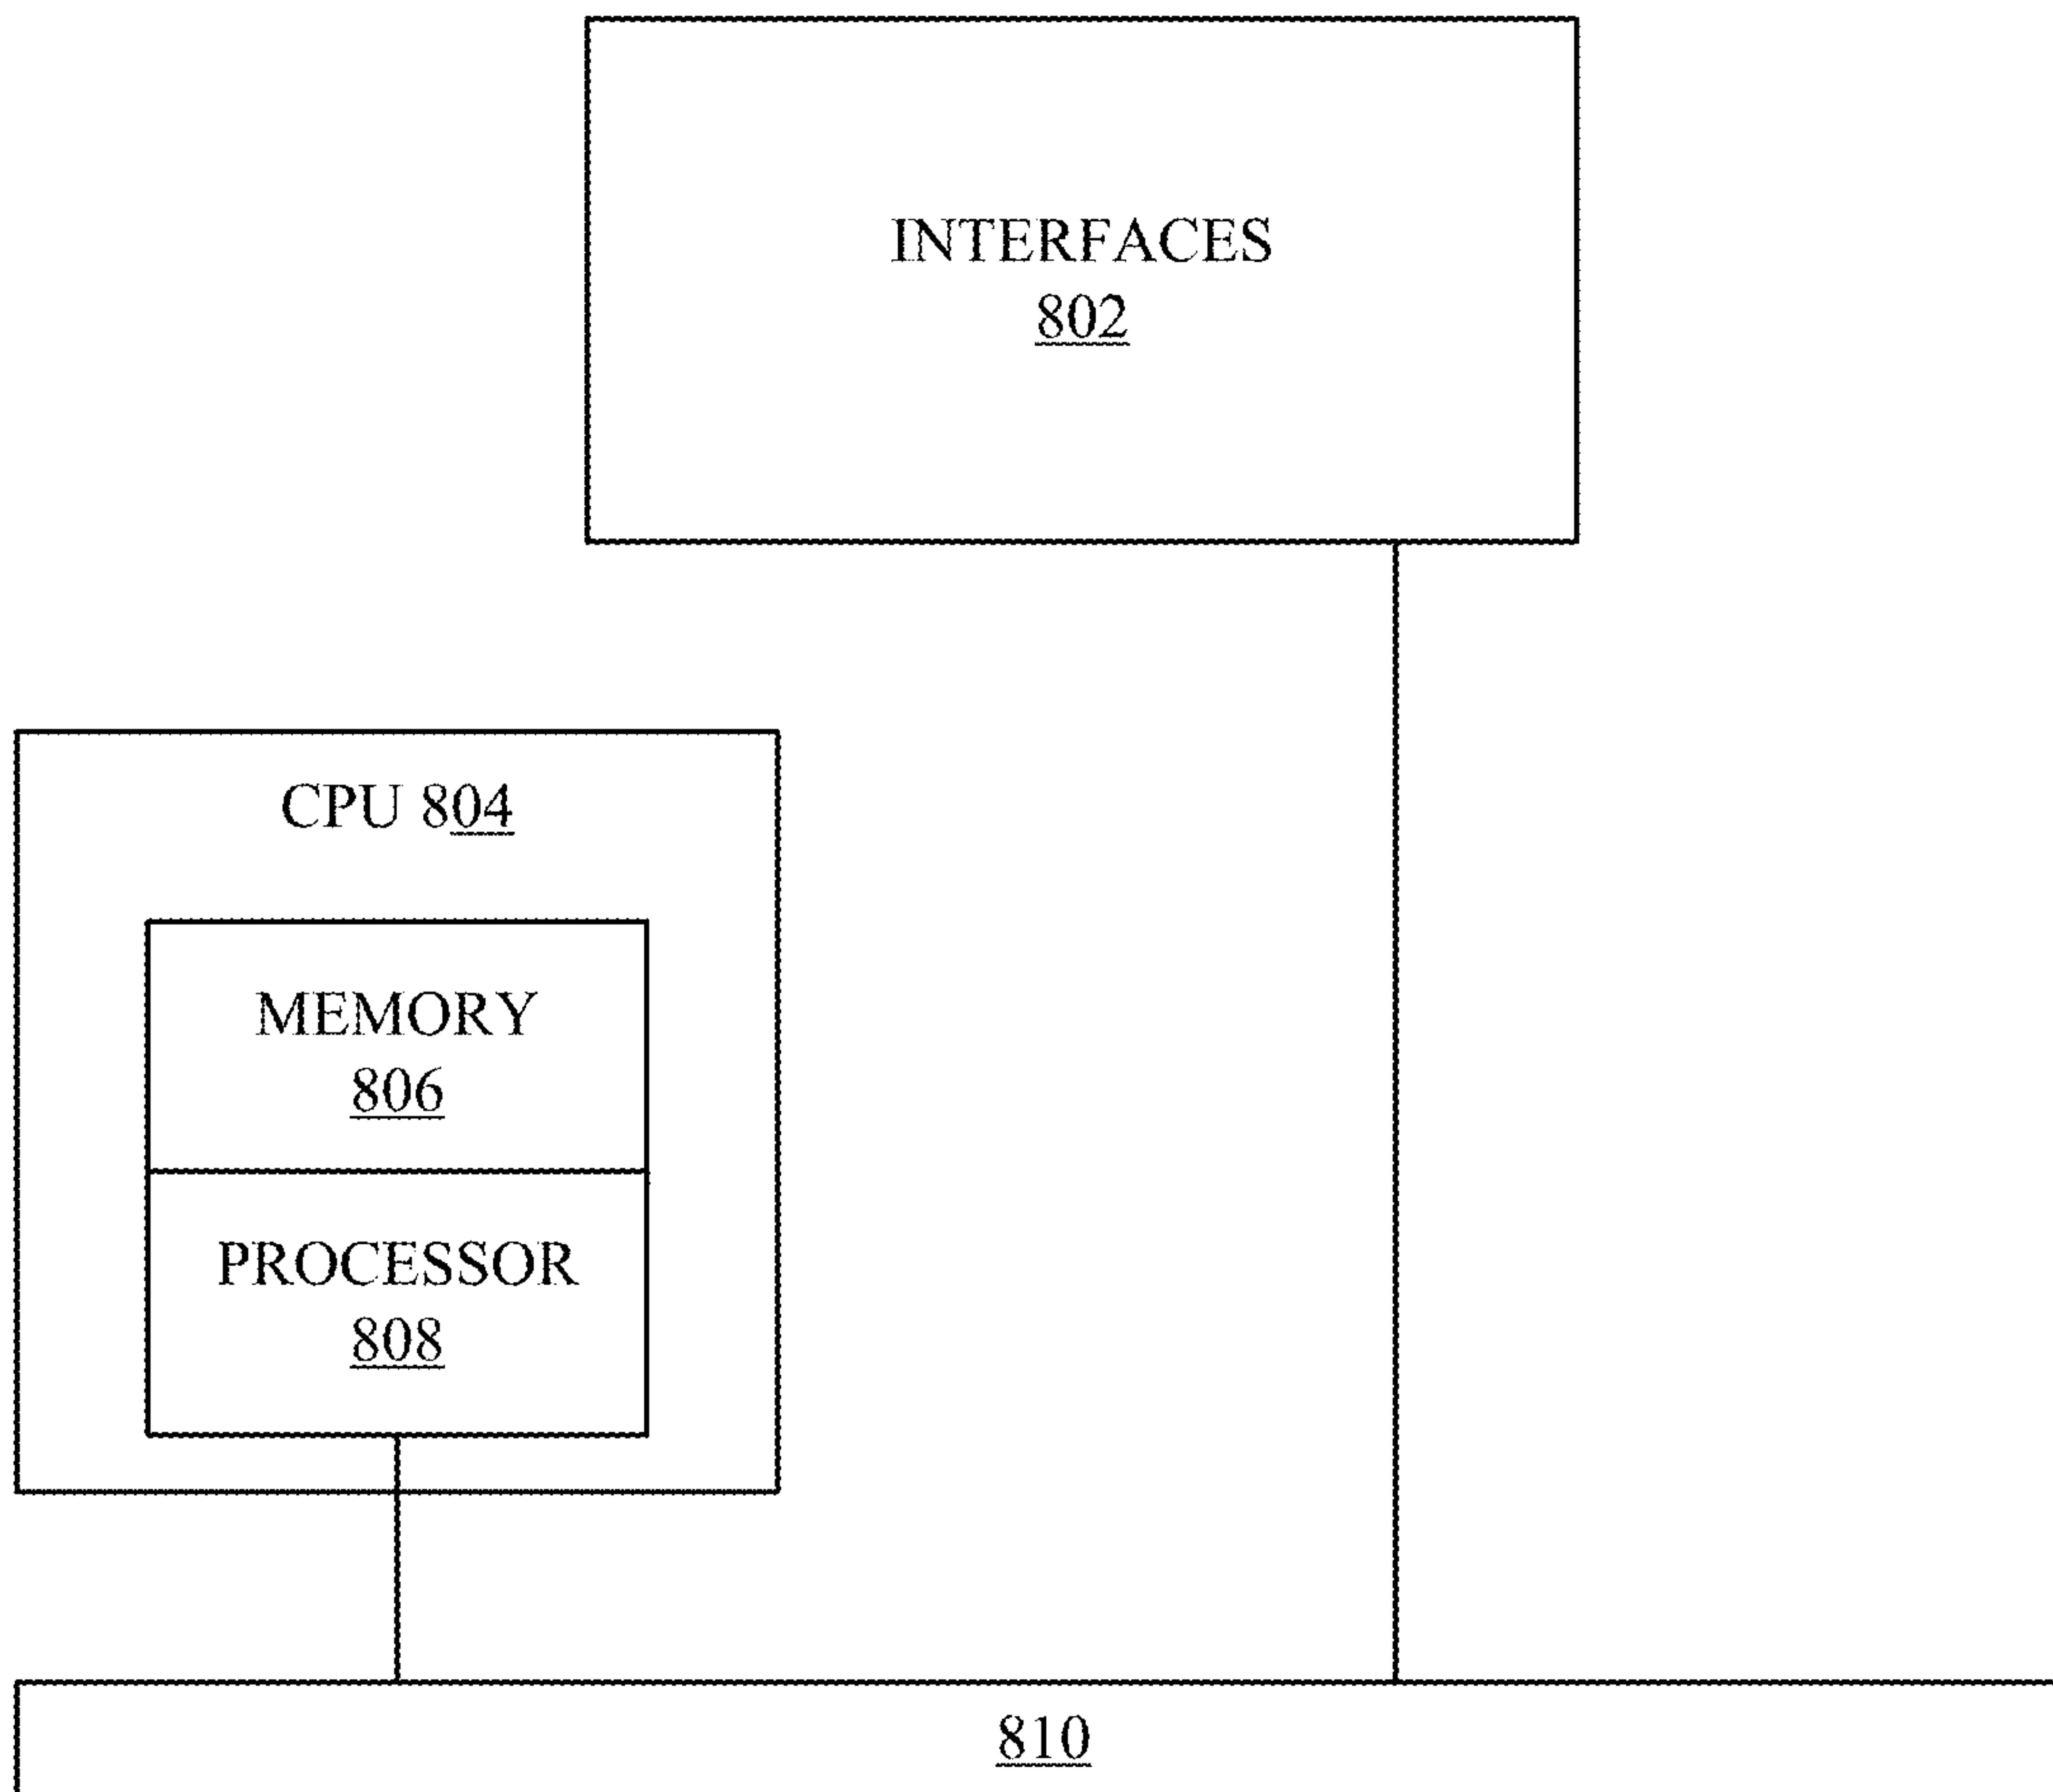 INTERFACES
802
CPU 804
MEMORY
806
PROCESSOR
808
810